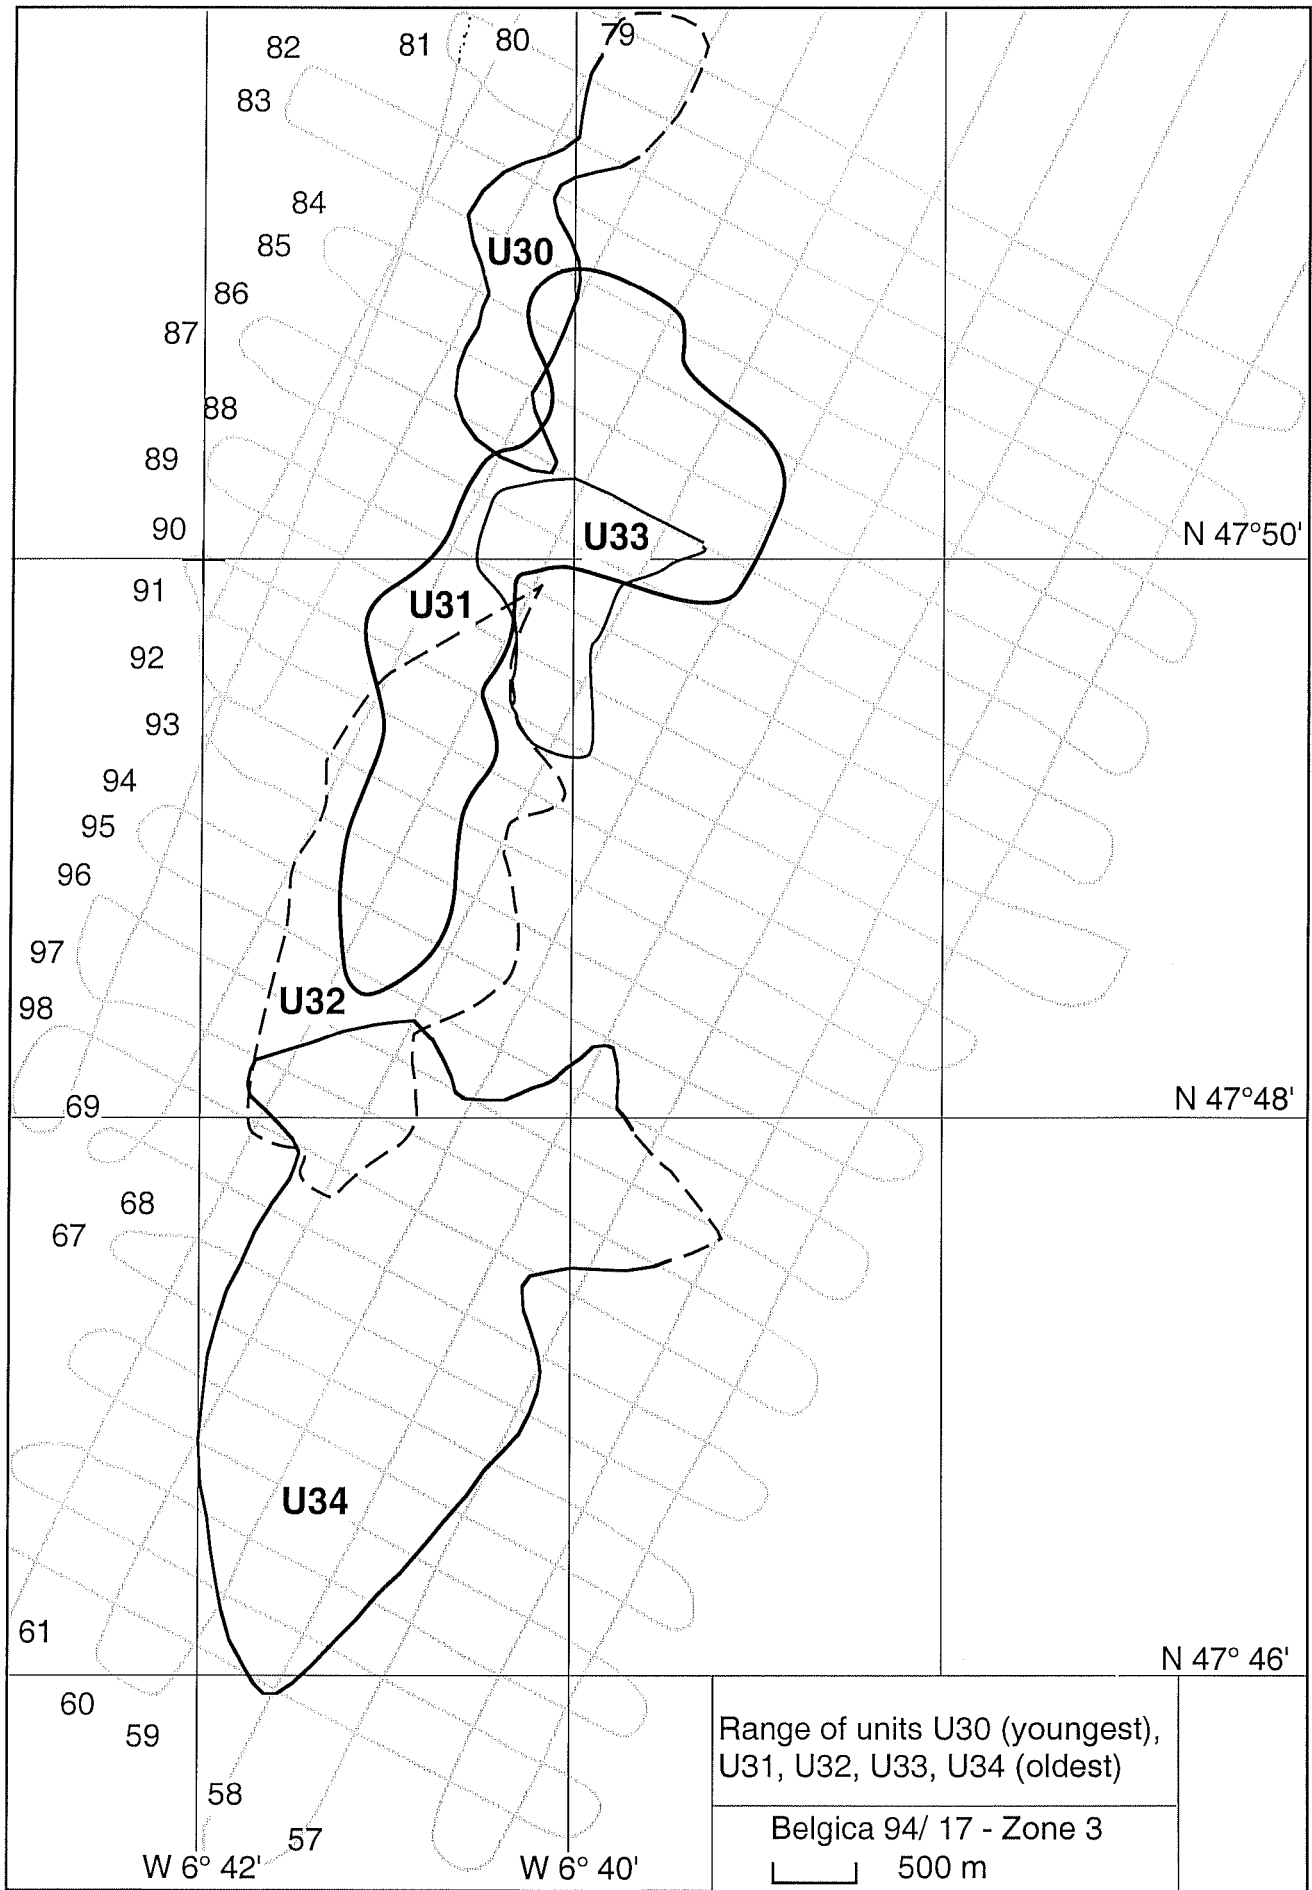 82
81
80
79
83
84
85
U30
86
87
88
89
90
U33
N 47°50'
91
U31
92
93
94
95
96
97
U32
98
69
N 47°48'
68
67
U34
61
N 47° 46'
60
59
58
57
W 6° 42'
W 6° 40'
Range of units U30 (youngest),
U31, U32, U33, U34 (oldest)
Belgica 94/ 17 - Zone 3
500 m